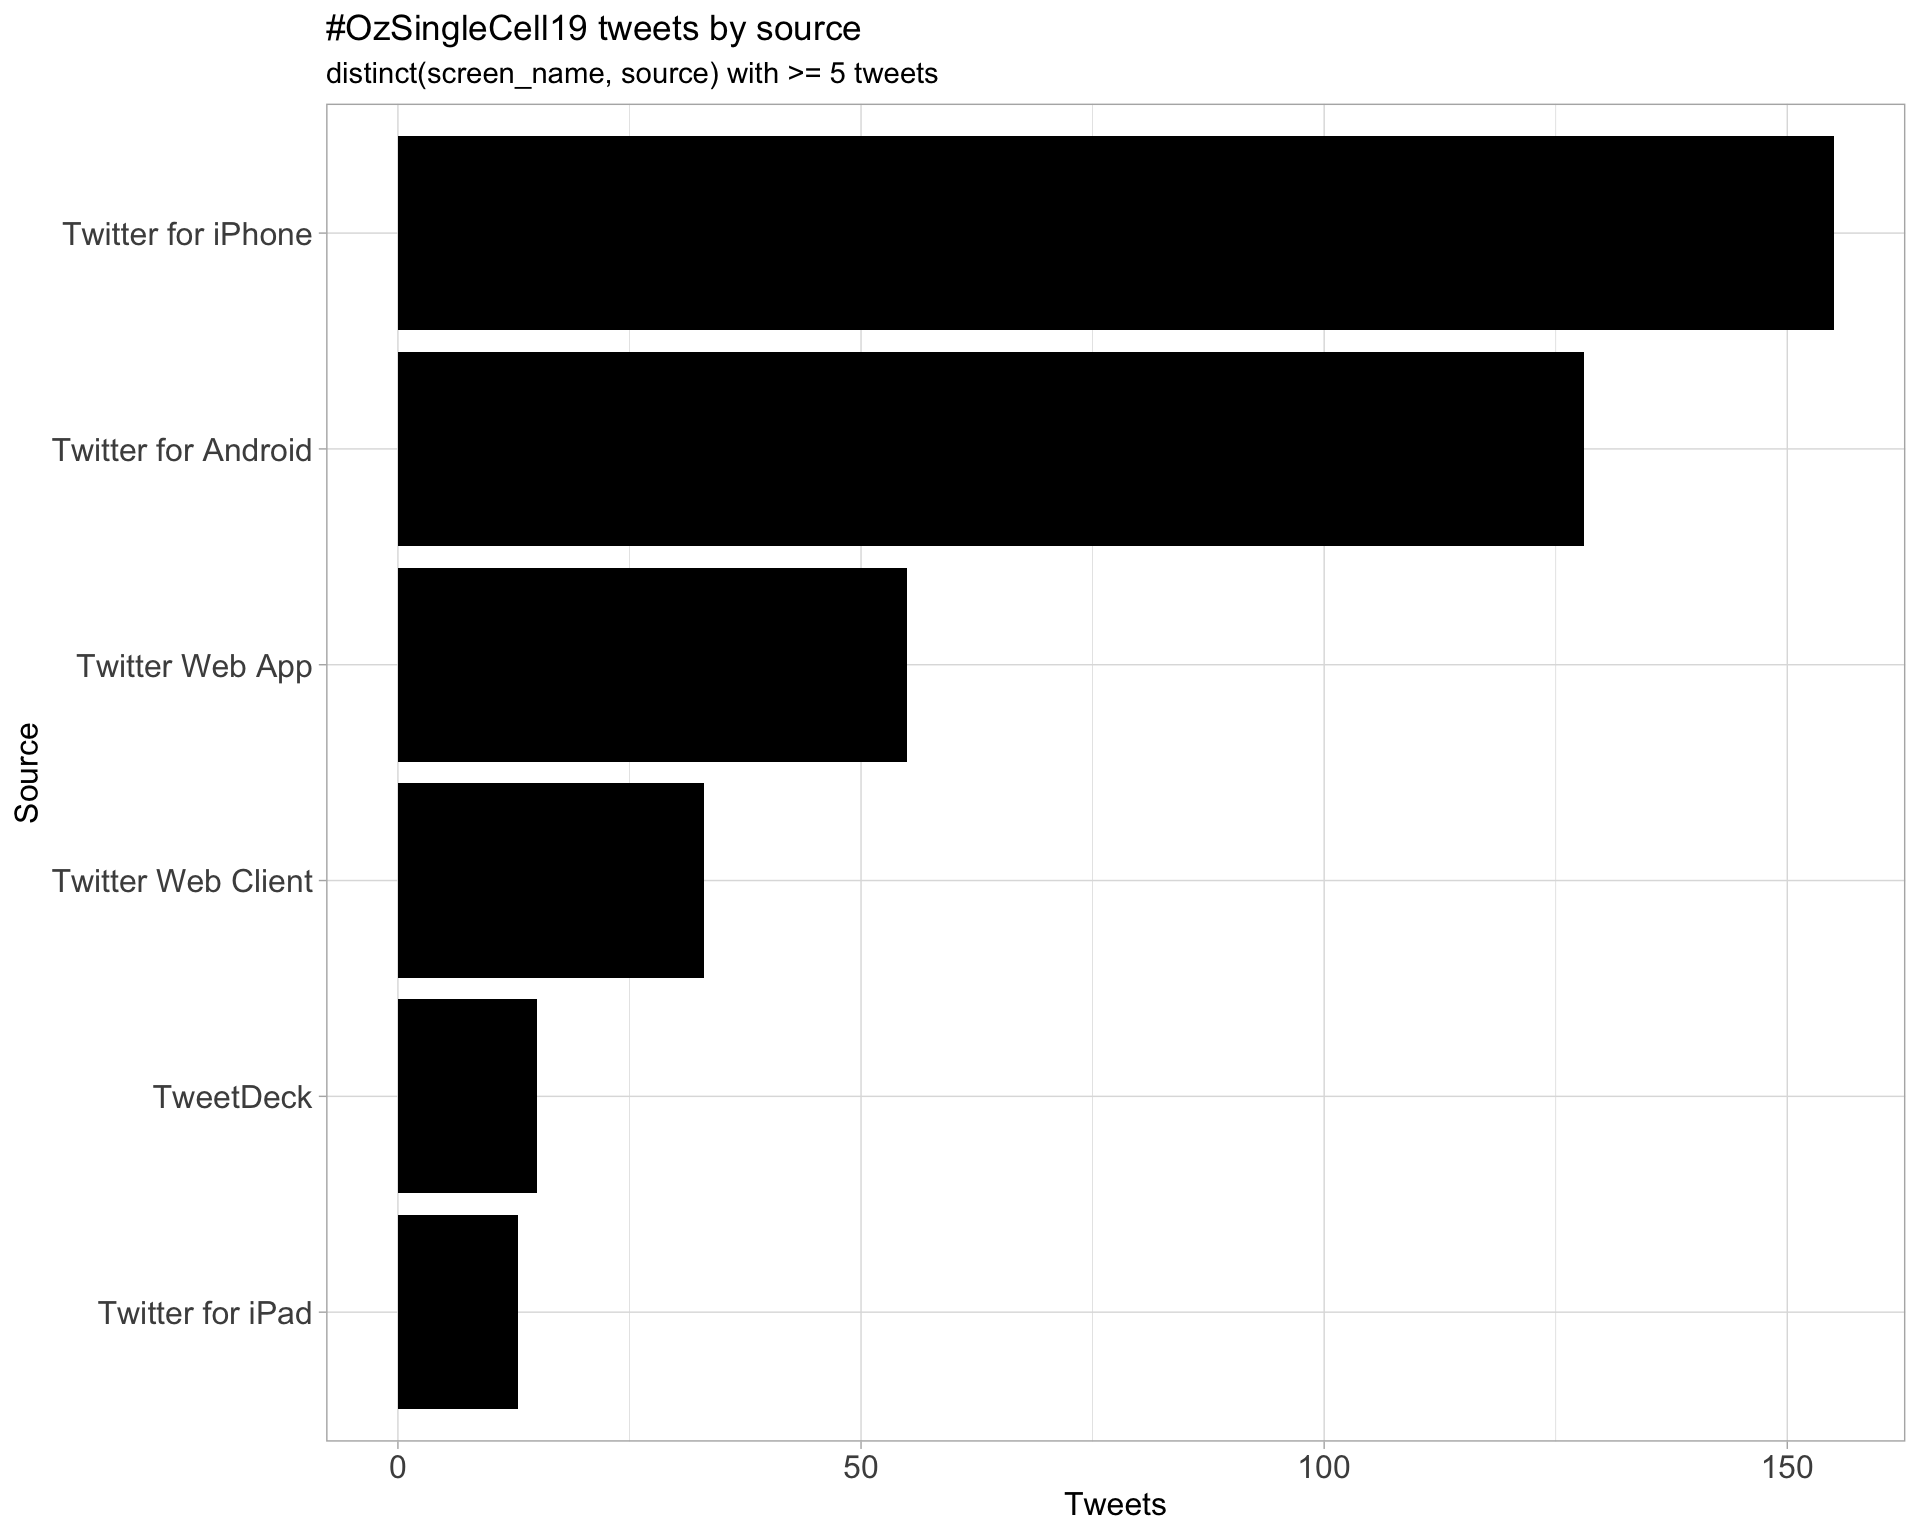 #OzSingleCell19 tweets by source
distinct(screen_name, source) with >= 5 tweets
Source
Twitter for iPhone
Twitter for Android
Twitter Web App
Twitter Web Client
TweetDeck
Twitter for iPad
0 50 100 150
Tweets